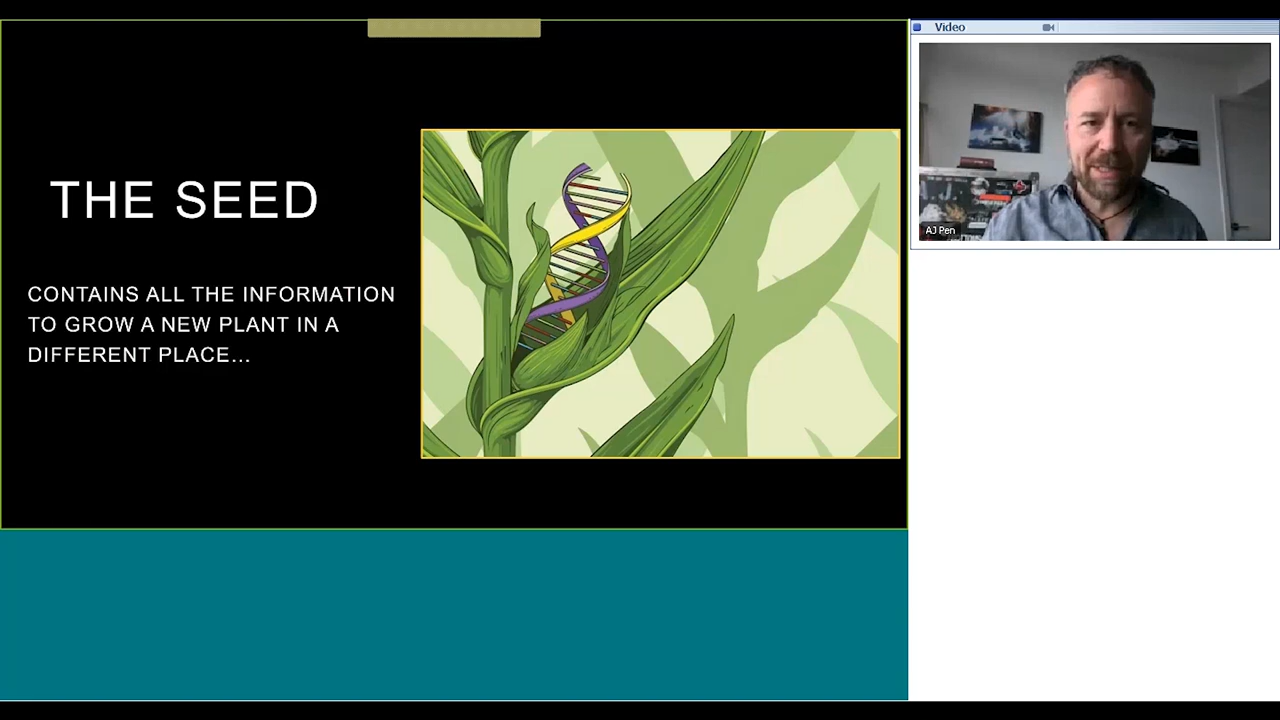 THE SEED
CONTAINS ALL THE INFORMATION
TO GROW A NEW PLANT IN A
DIFFERENT PLACE...
Video
AJ Pen